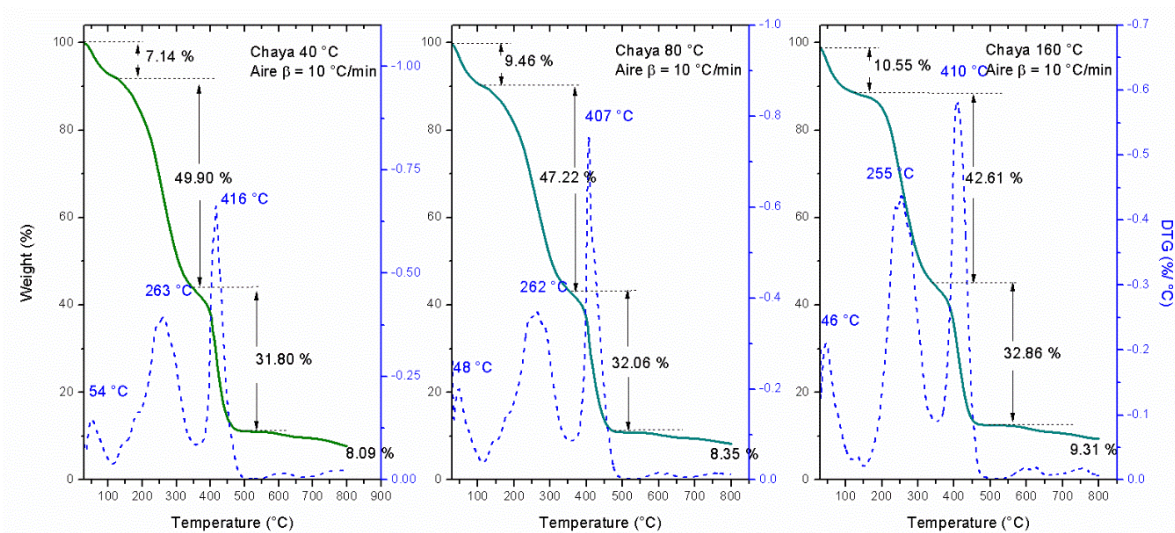 Chaya 40 °C
Aire β = 10 °C/min
7.14 %
49.90 %
416 °C
263 °C
31.80 %
54 °C
8.09 %
Weight (%)
100
80
60
40
20
0
-1.00
-0.75
-0.50
-0.25
0.00
100 200 300 400 500 600 700 800 900
Temperature (°C)
Chaya 80 °C
Aire β = 10 °C/min
9.46 %
407 °C
47.22 %
262 °C
32.06 %
48 °C
8.35 %
100
80
60
40
20
0
-1.0
-0.9
-0.8
-0.6
-0.4
-0.2
-0.0
100 200 300 400 500 600 700 800
Temperature (°C)
Chaya 160 °C
Aire β = 10 °C/min
10.55 %
410 °C
255 °C
42.61 %
46 °C
32.86 %
9.31 %
100
80
60
40
20
0
-0.7
-0.6
-0.5
-0.4
-0.3
-0.2
-0.1
0.0
DTG (%/ °C)
100 200 300 400 500 600 700 800
Temperature (°C)